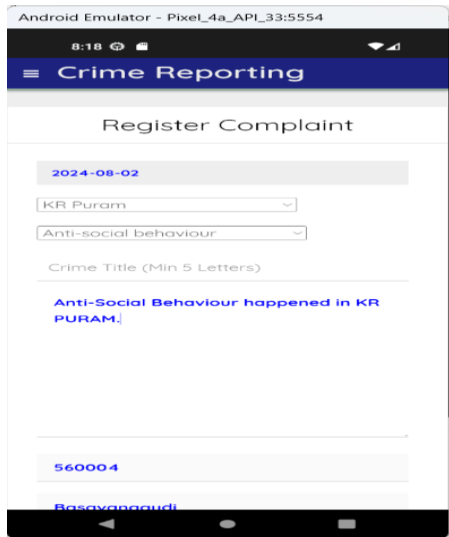 Android Emulator - Pixel_4a_API_33:5554
8:18
≡ Crime Reporting
Register Complaint
2024-08-02
KR Puram
Anti-social behaviour
Crime Title (Min 5 Letters)
Anti-Social Behaviour happened in KR
PURAM.
560004
Basavangudi